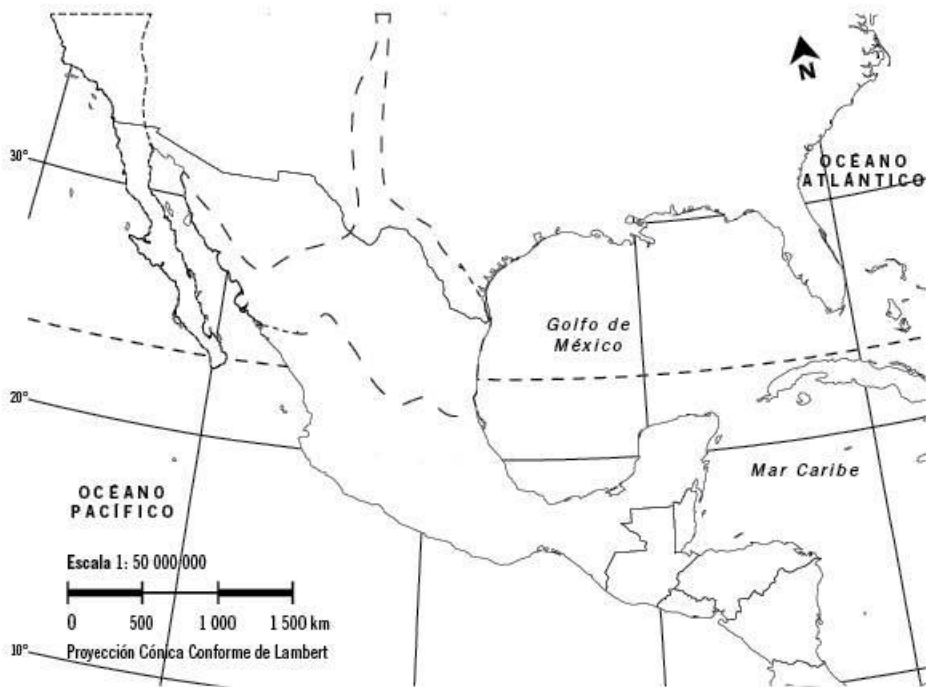 N
30°
OCÉANO
ATLÁNTICO
Golfo de
México
20°
Mar Caribe
OCÉANO
PACÍFICO
Escala 1: 50 000 000
0 500 1 000 1 500 km
10°
Proyección Cónica Conforme de Lambert